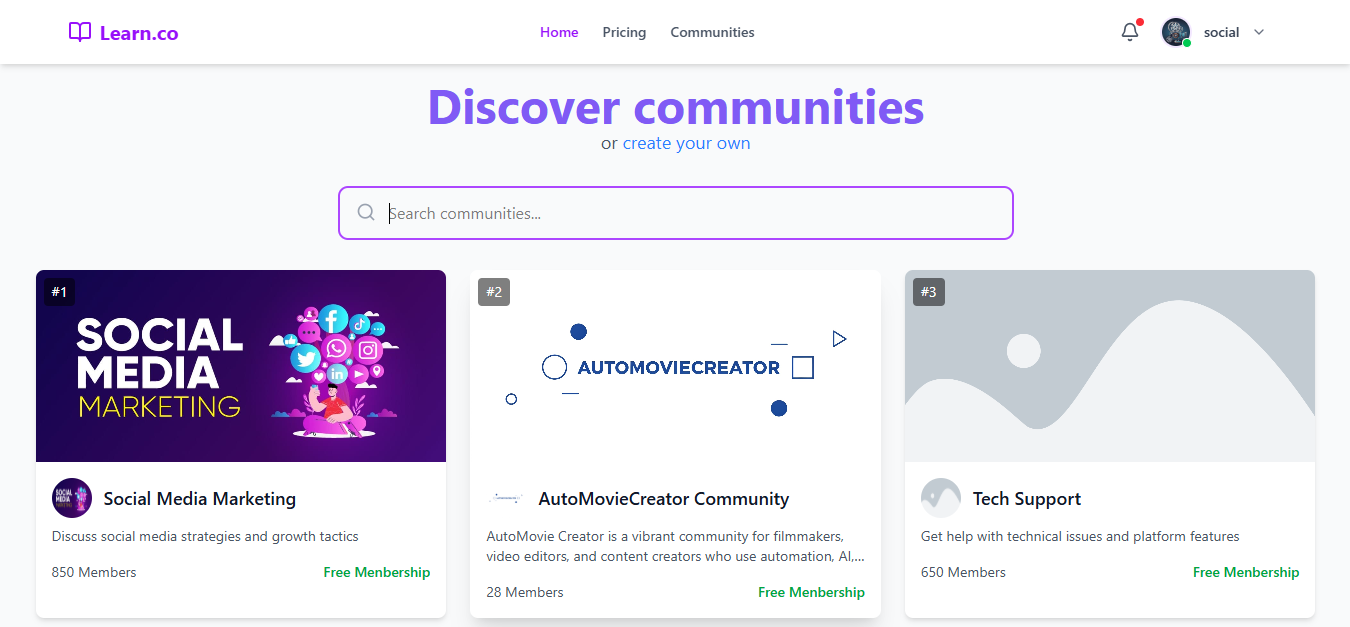 Learn.co
Home Pricing Communities
social
Discover communities
or create your own
Search communities...
#1
SOCIAL
MEDIA
MARKETING
Social Media Marketing
Discuss social media strategies and growth tactics
850 Members Free Menbership
#2
AUTOMOVIECREATOR
AutoMovieCreator Community
AutoMovie Creator is a vibrant community for filmmakers,
video editors, and content creators who use automation, AI,...
28 Members Free Menbership
#3
Tech Support
Get help with technical issues and platform features
650 Members Free Menbership